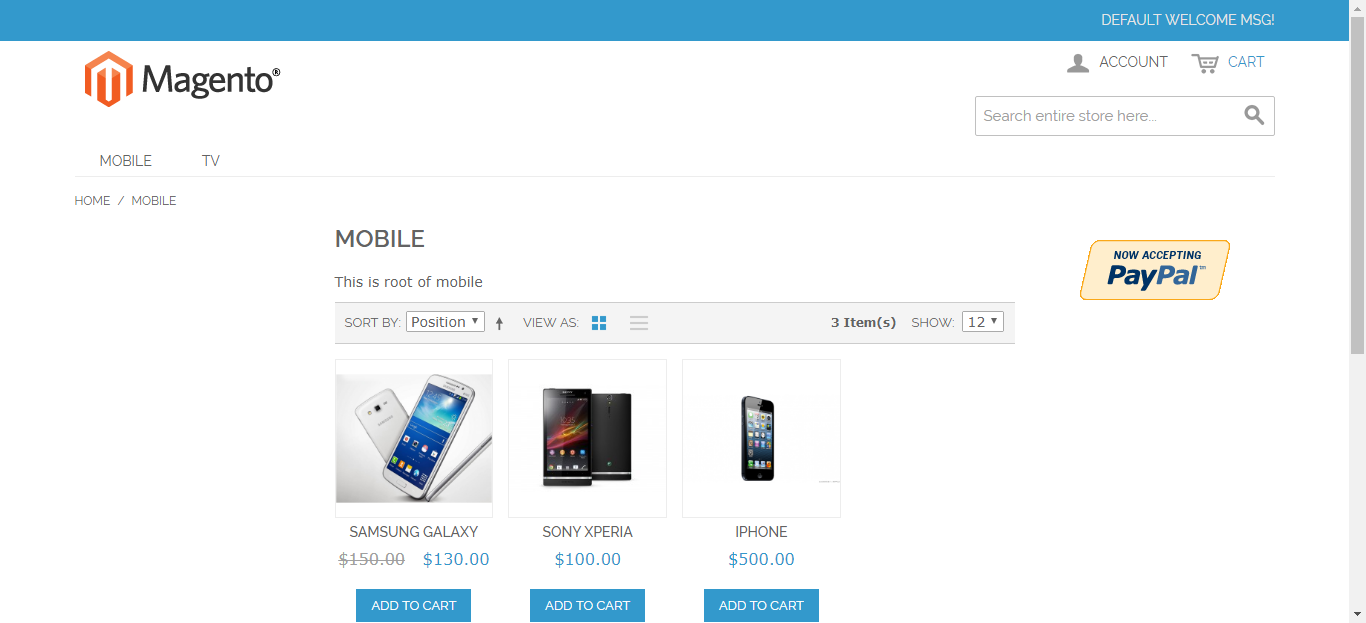 DEFAULT WELCOME MSG!
Magento®
ACCOUNT CART
Search entire store here...
MOBILE TV
HOME / MOBILE
MOBILE
NOW ACCEPTING
PayPal™
This is root of mobile
SORT BY: Position VIEW AS: 3 Item(s) SHOW: 12
SAMSUNG GALAXY SONY XPERIA IPHONE
$150.00 $130.00 $100.00 $500.00
ADD TO CART ADD TO CART ADD TO CART